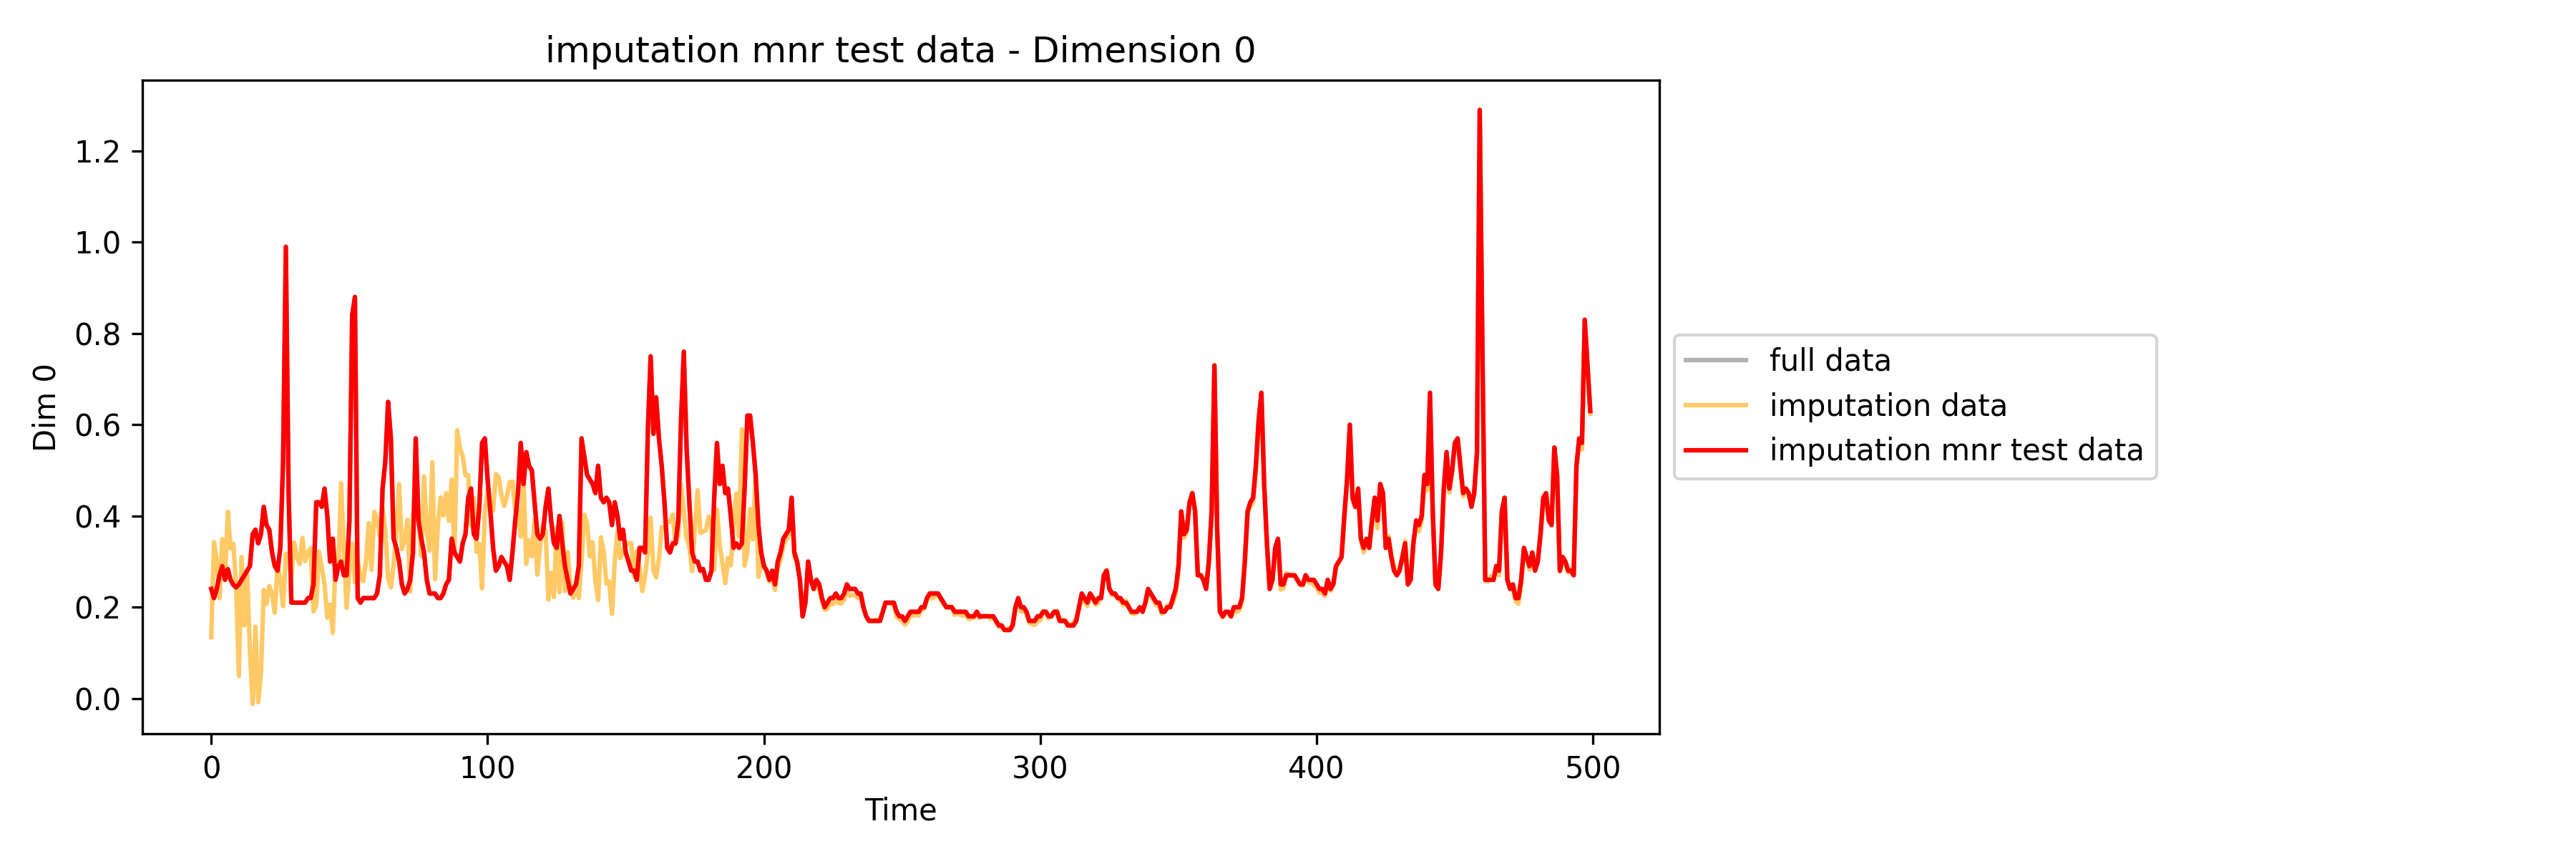 imputation mnr test data - Dimension 0
1.2
1.0
0.8
0.6
0.4
0.2
0.0
Dim 0
0 100 200 300 400 500
Time
full data
imputation data
imputation mnr test data